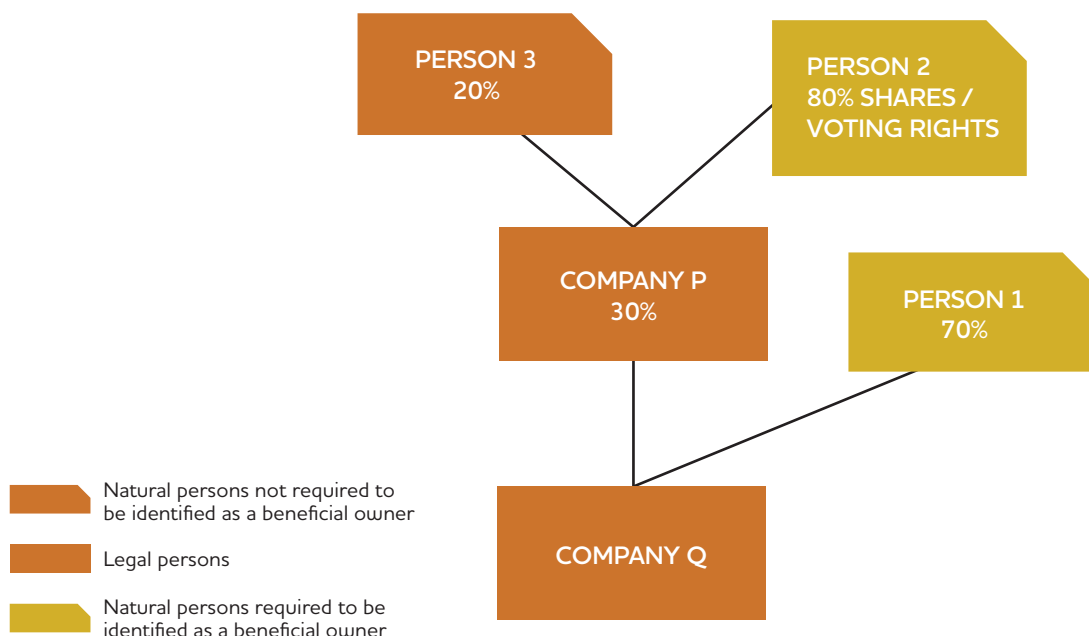 PERSON 3
20%
PERSON 2
80% SHARES /
VOTING RIGHTS
COMPANY P
30%
PERSON 1
70%
Natural persons not required to
be identified as a beneficial owner
Legal persons
COMPANY Q
Natural persons required to be
identified as a beneficial owner